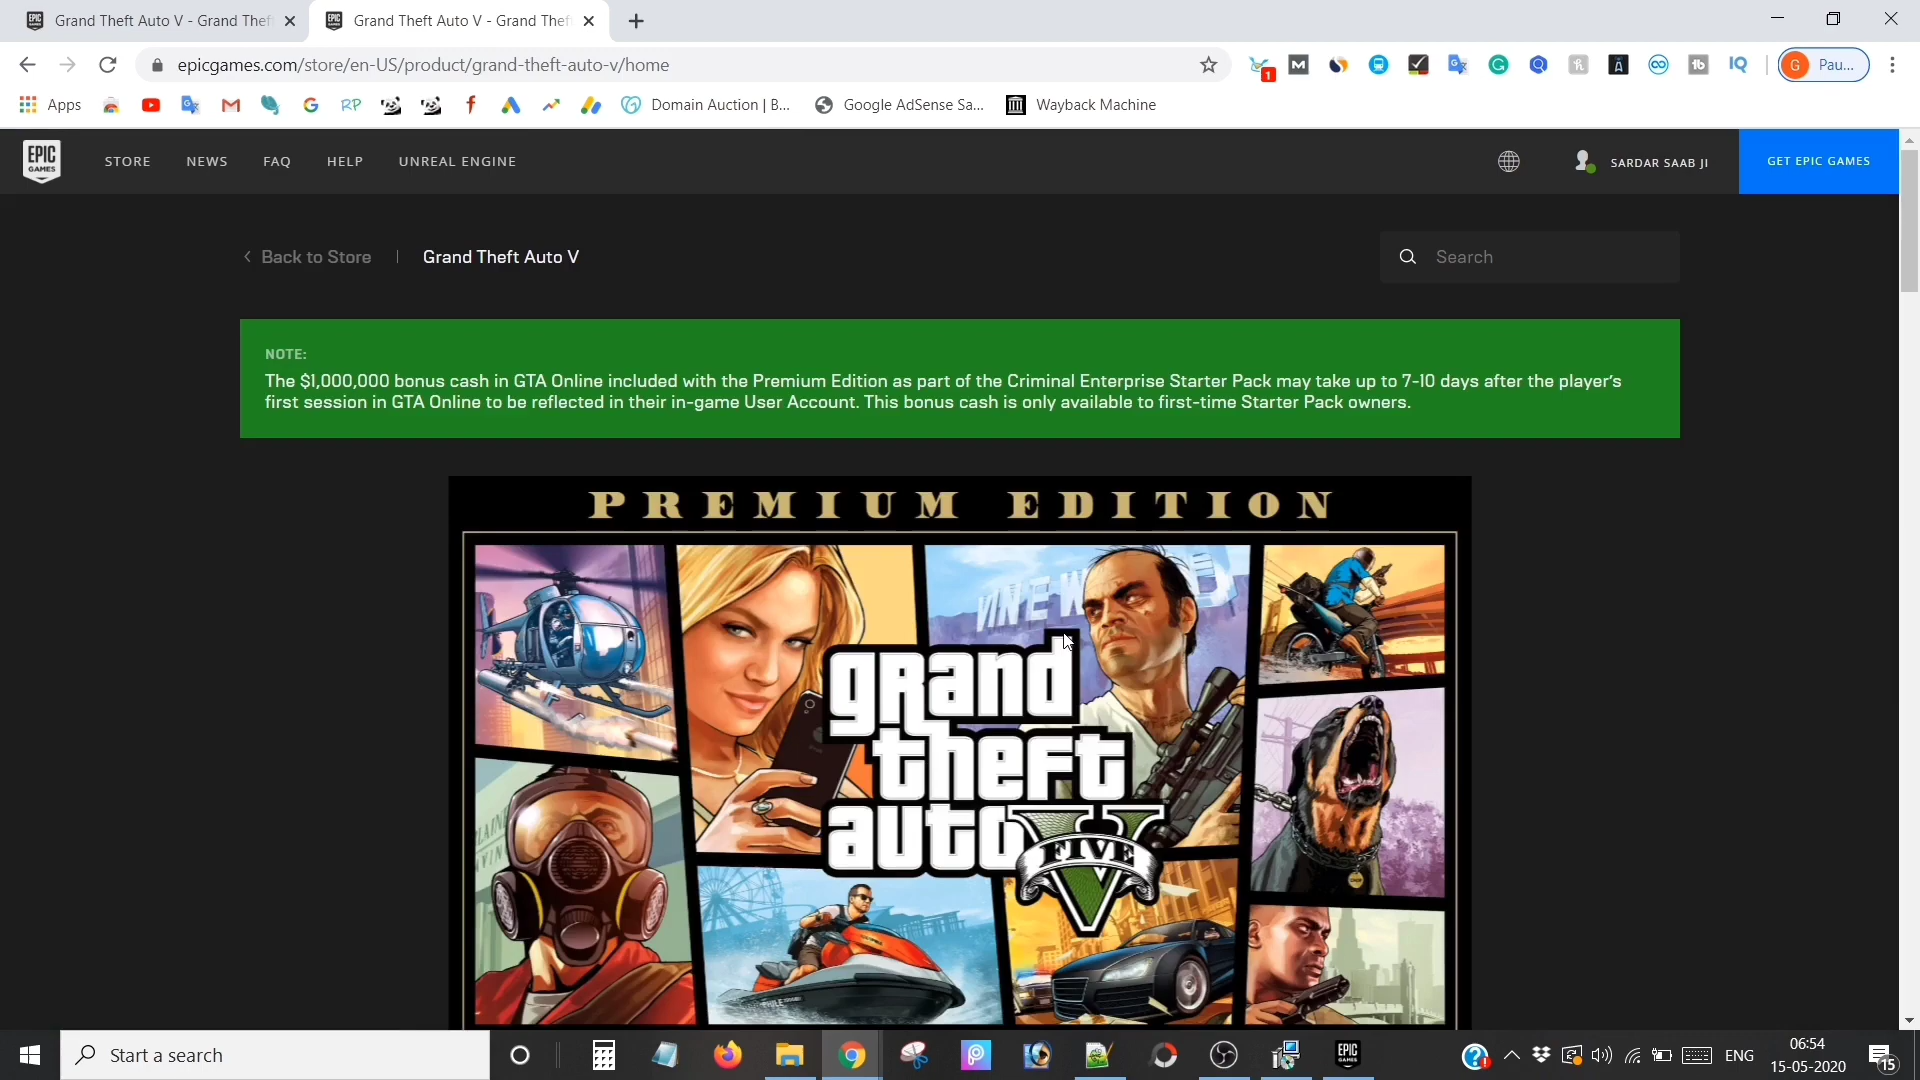 Grand Theft Auto V - Grand Thef
Grand Theft Auto V - Grand Thef
epicgames.com/store/en-US/product/grand-theft-auto-v/home
1
G Pau...
Apps
RP
Domain Auction | B...
Google AdSense Sa...
Wayback Machine
EPIC
GAMES
STORE
NEWS
FAQ
HELP
UNREAL ENGINE
SARDAR SAAB JI
GET EPIC GAMES
Back to Store
Grand Theft Auto V
Search
NOTE:
The $1,000,000 bonus cash in GTA Online included with the Premium Edition as part of the Criminal Enterprise Starter Pack may take up to 7-10 days after the player's
first session in GTA Online to be reflected in their in-game User Account. This bonus cash is only available to first-time Starter Pack owners.
PREMIUM EDITION
VINEW
grand
theft
auto V
FIVE
Start a search
EPIC
GAMES
ENG
06:54
15-05-2020
15